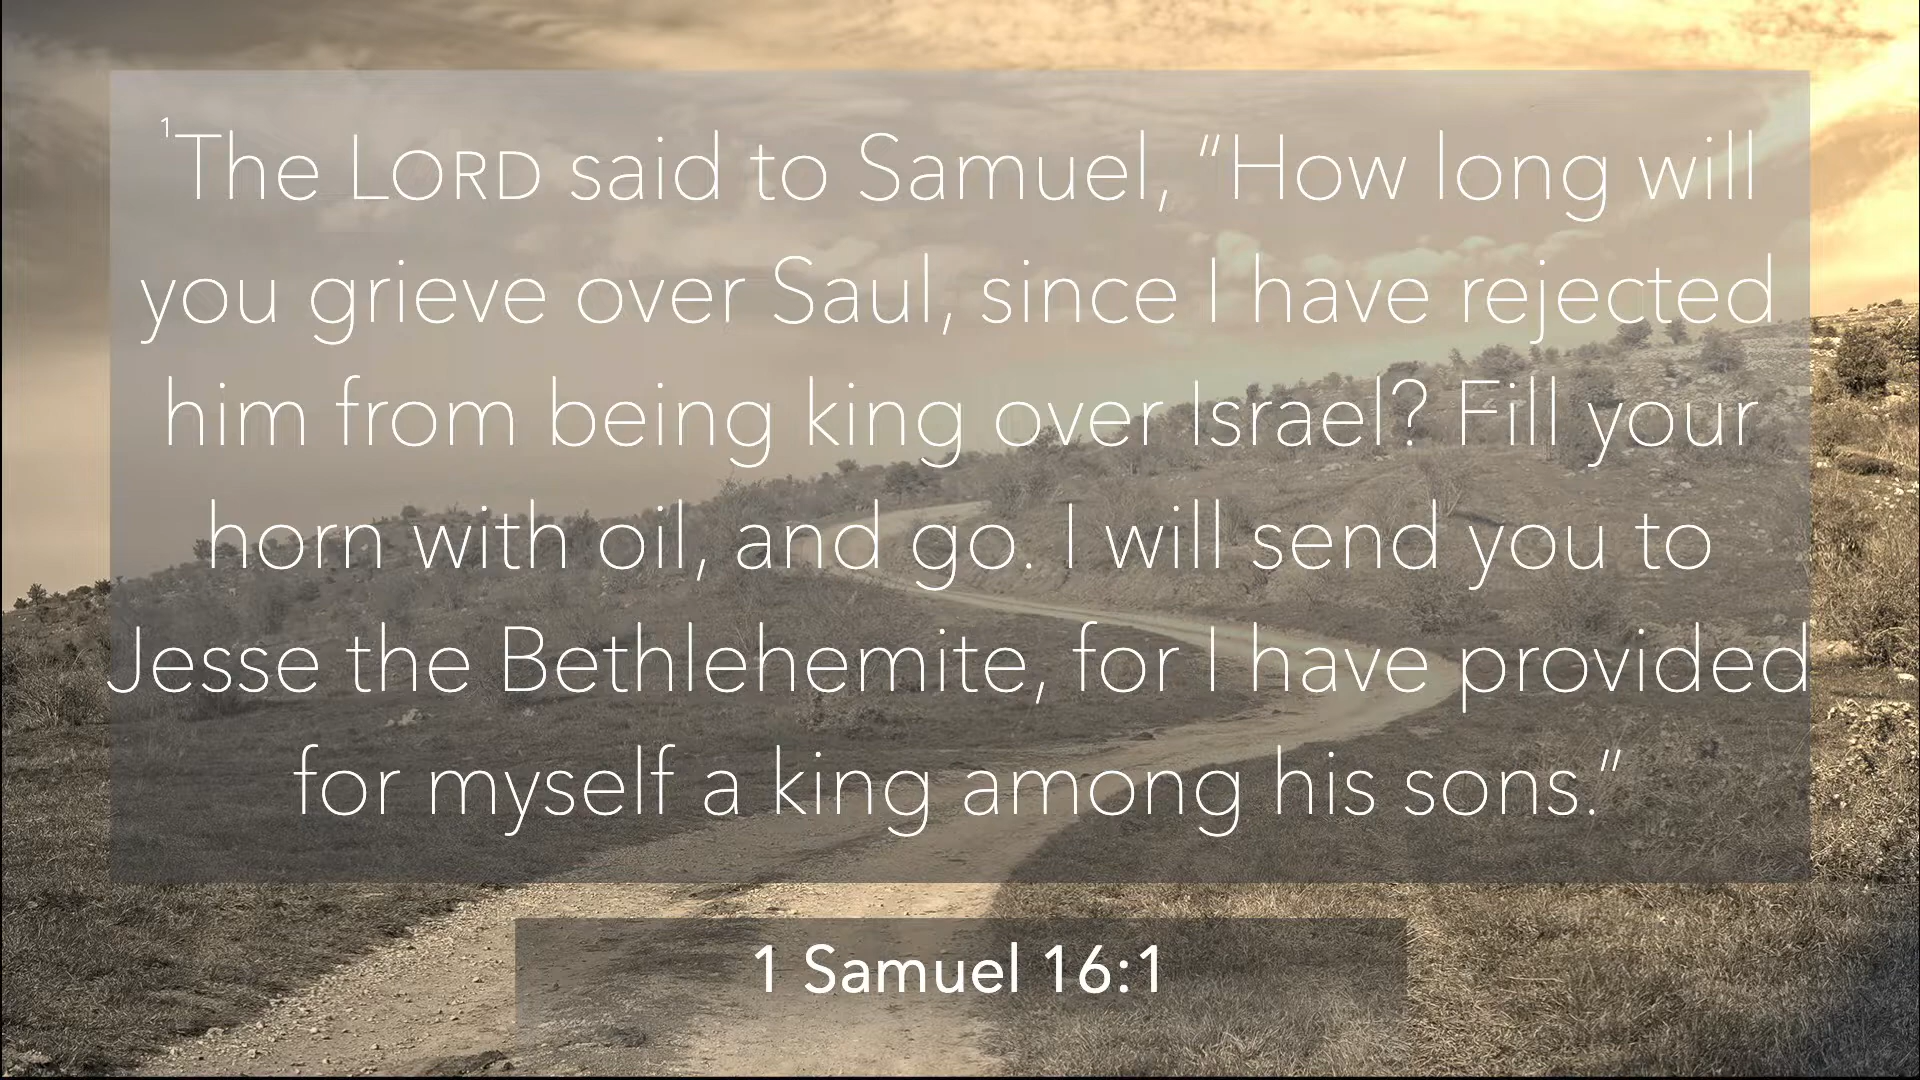 ¹The LORD said to Samuel, “How long will
you grieve over Saul, since I have rejected
him from being king over Israel? Fill your
horn with oil, and go. I will send you to
Jesse the Bethlehemite, for I have provided
for myself a king among his sons.”
1 Samuel 16:1